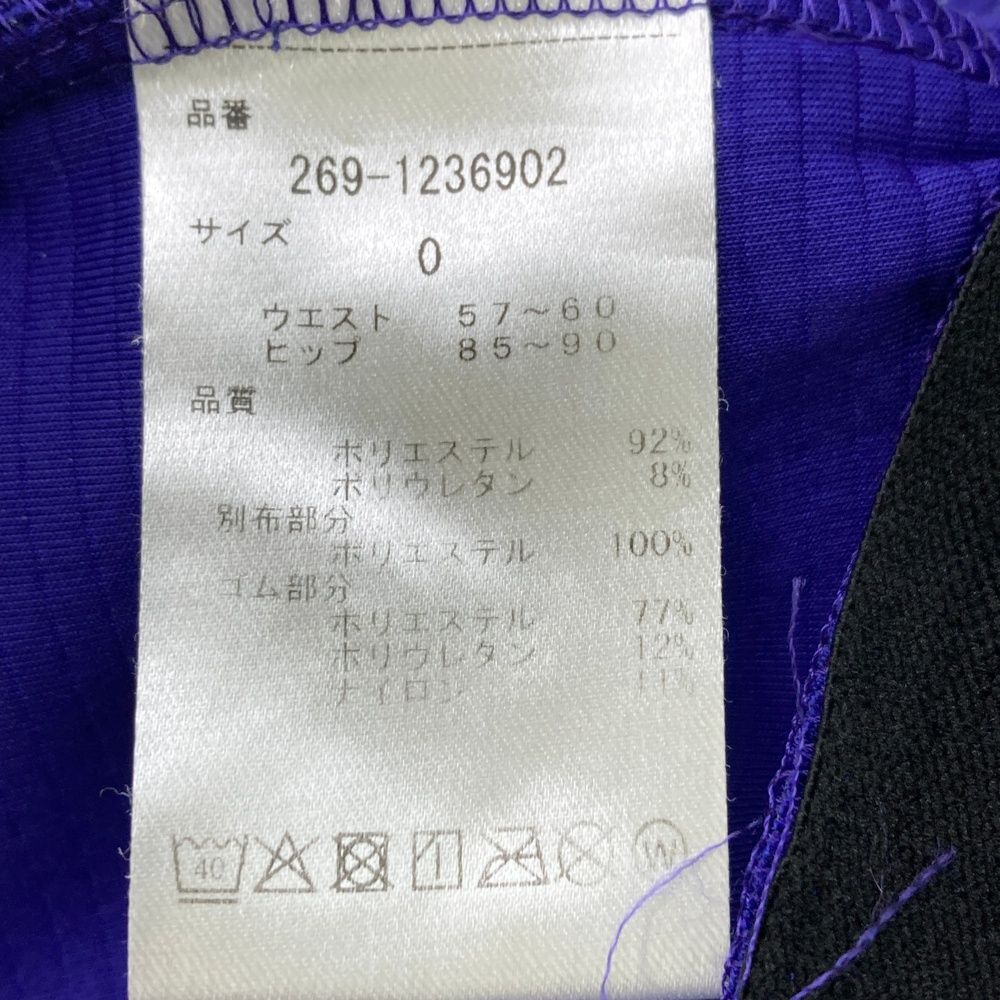 品番
269-1236902
サイズ
0
ウエスト 57～60
ヒップ 85～90
品質
ポリエステル 92%
ポリウレタン 8%
別布部分
ポリエステル 100%
ゴム部分
ポリエステル 77%
ポリウレタン 12%
ナイロン 11%
40 W